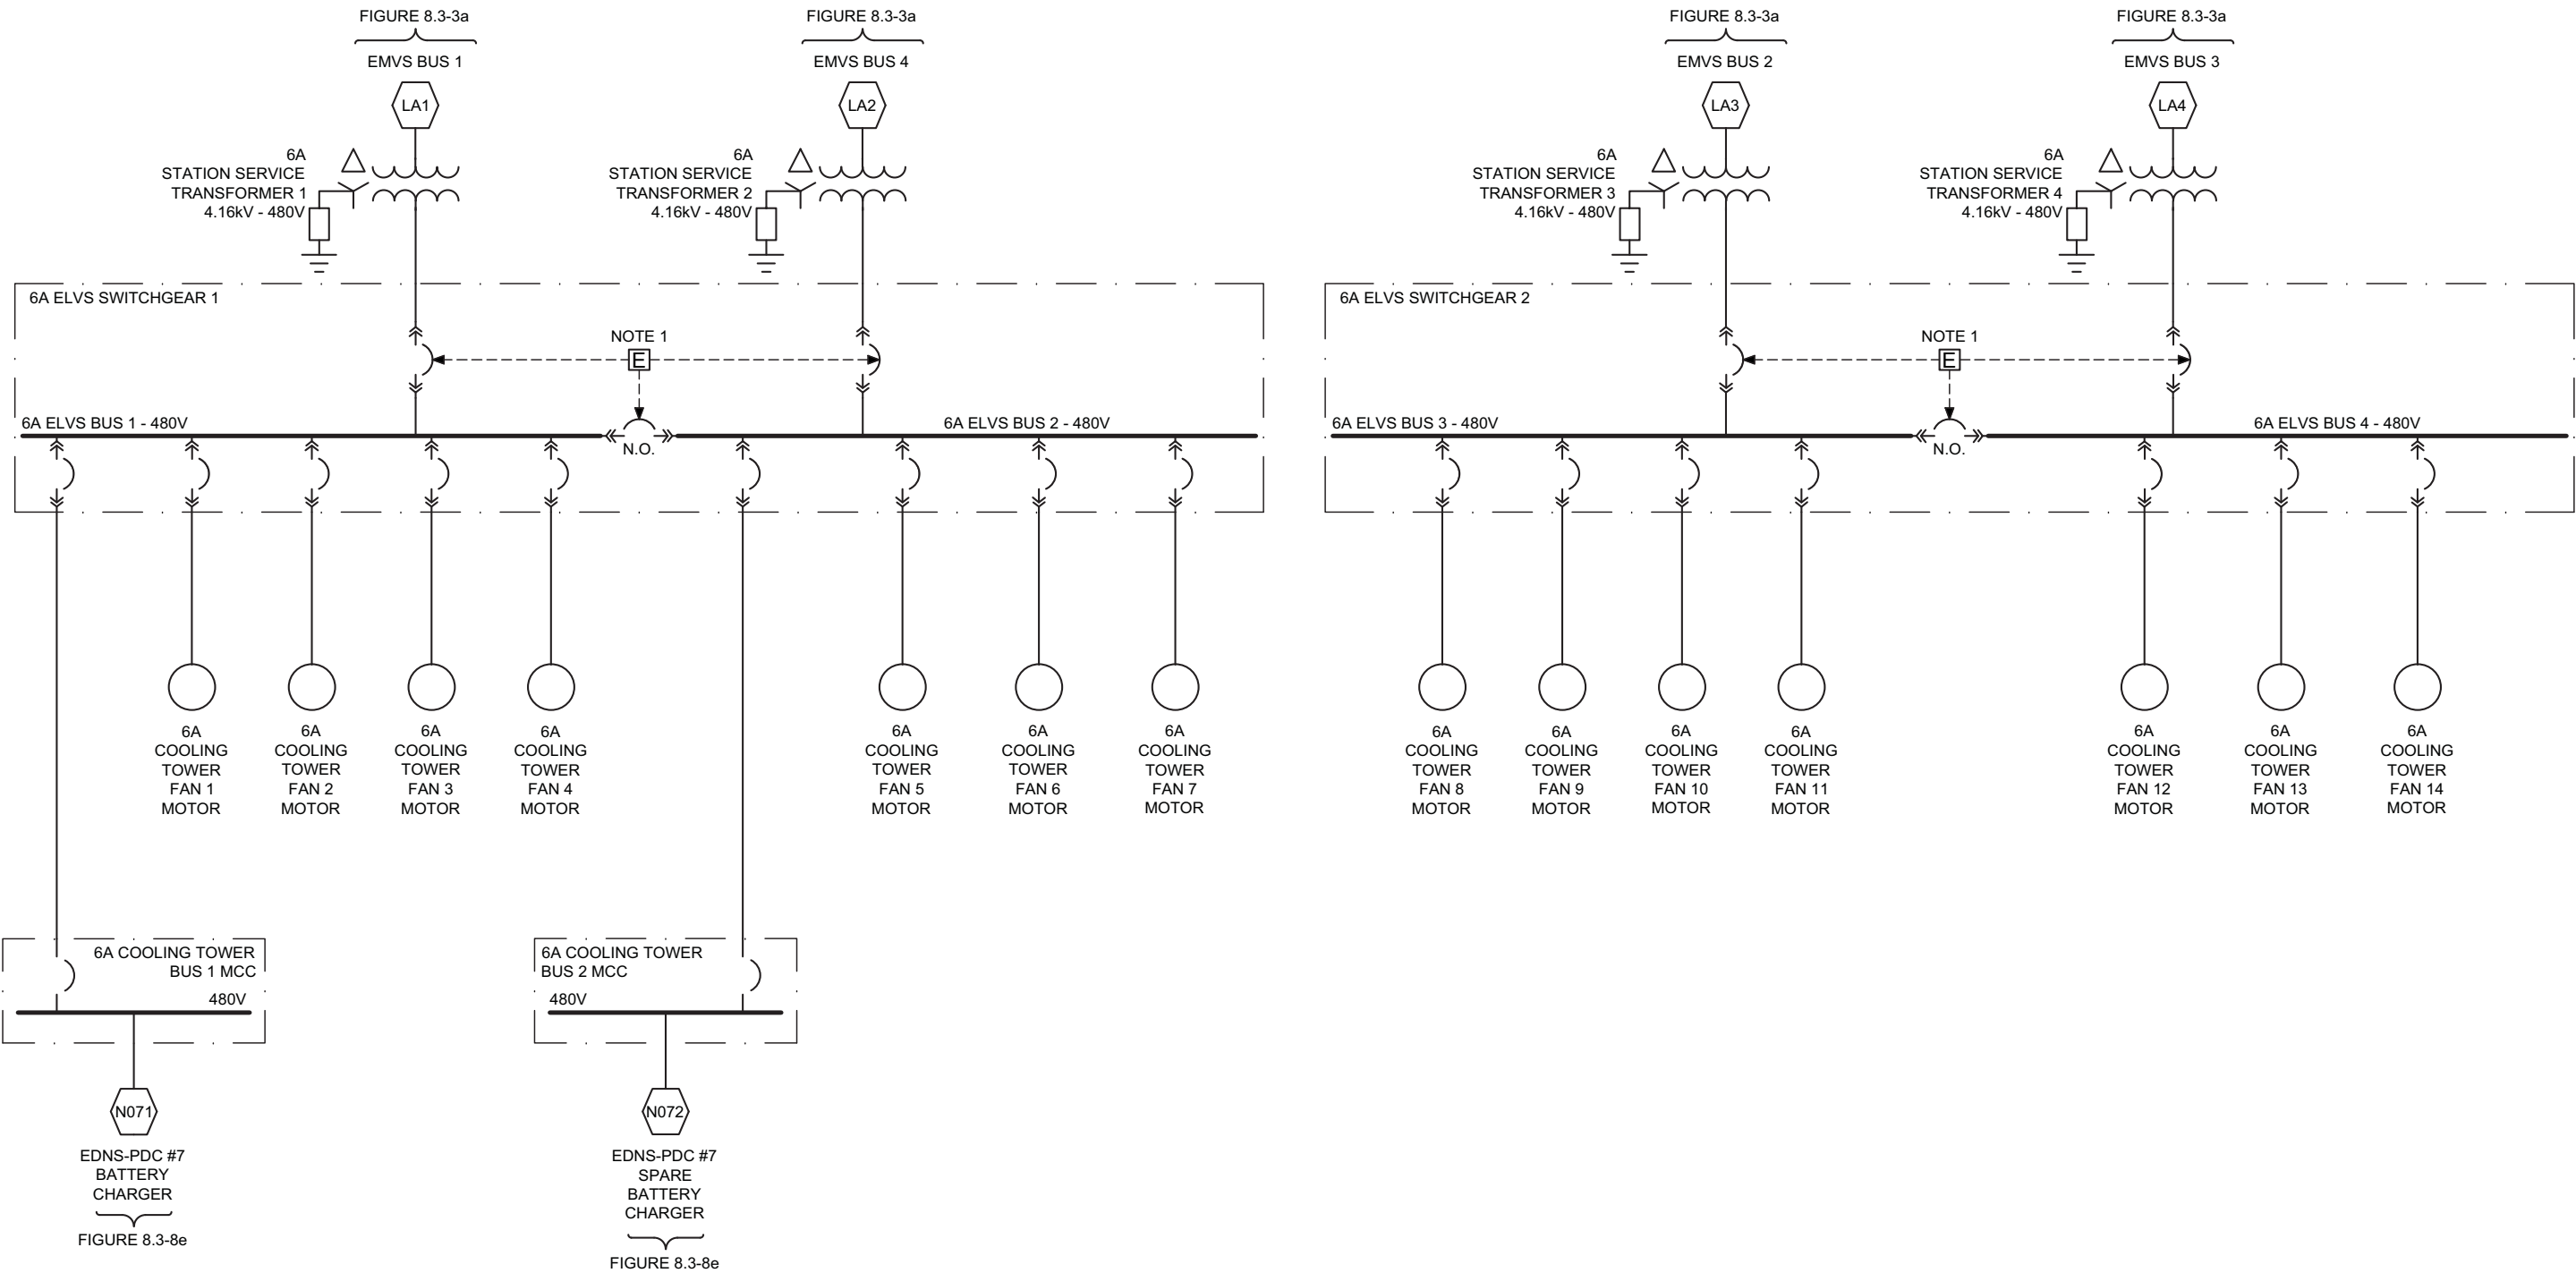 FIGURE 8.3-3a
EMVS BUS 1
LA1
6A
STATION SERVICE
TRANSFORMER 1
4.16kV - 480V
FIGURE 8.3-3a
EMVS BUS 4
LA2
6A
STATION SERVICE
TRANSFORMER 2
4.16kV - 480V
FIGURE 8.3-3a
EMVS BUS 2
LA3
6A
STATION SERVICE
TRANSFORMER 3
4.16kV - 480V
FIGURE 8.3-3a
EMVS BUS 3
LA4
6A
STATION SERVICE
TRANSFORMER 4
4.16kV - 480V
6A ELVS SWITCHGEAR 1
NOTE 1
E
6A ELVS BUS 1 - 480V
N.O.
6A ELVS BUS 2 - 480V
6A ELVS SWITCHGEAR 2
NOTE 1
E
6A ELVS BUS 3 - 480V
N.O.
6A ELVS BUS 4 - 480V
6A
COOLING
TOWER
FAN 1
MOTOR
6A
COOLING
TOWER
FAN 2
MOTOR
6A
COOLING
TOWER
FAN 3
MOTOR
6A
COOLING
TOWER
FAN 4
MOTOR
6A
COOLING
TOWER
FAN 5
MOTOR
6A
COOLING
TOWER
FAN 6
MOTOR
6A
COOLING
TOWER
FAN 7
MOTOR
6A
COOLING
TOWER
FAN 8
MOTOR
6A
COOLING
TOWER
FAN 9
MOTOR
6A
COOLING
TOWER
FAN 10
MOTOR
6A
COOLING
TOWER
FAN 11
MOTOR
6A
COOLING
TOWER
FAN 12
MOTOR
6A
COOLING
TOWER
FAN 13
MOTOR
6A
COOLING
TOWER
FAN 14
MOTOR
6A COOLING TOWER
BUS 1 MCC
480V
N071
EDNS-PDC #7
BATTERY
CHARGER
FIGURE 8.3-8e
6A COOLING TOWER
BUS 2 MCC
480V
N072
EDNS-PDC #7
SPARE
BATTERY
CHARGER
FIGURE 8.3-8e